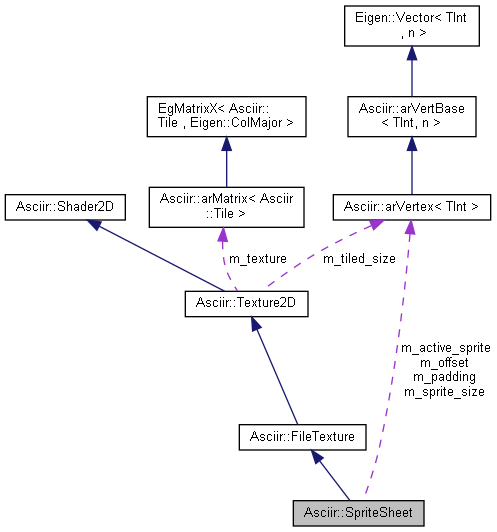 Eigen::Vector< TInt
, n >
EgMatrixX< Asciir::
Tile , Eigen::ColMajor >
Asciir::arVertBase
< TInt, n >
Asciir::Shader2D
Asciir::arMatrix< Asciir
::Tile >
Asciir::arVertex< TInt >
m_texture
m_tiled_size
Asciir::Texture2D
m_active_sprite
m_offset
m_padding
m_sprite_size
Asciir::FileTexture
Asciir::SpriteSheet